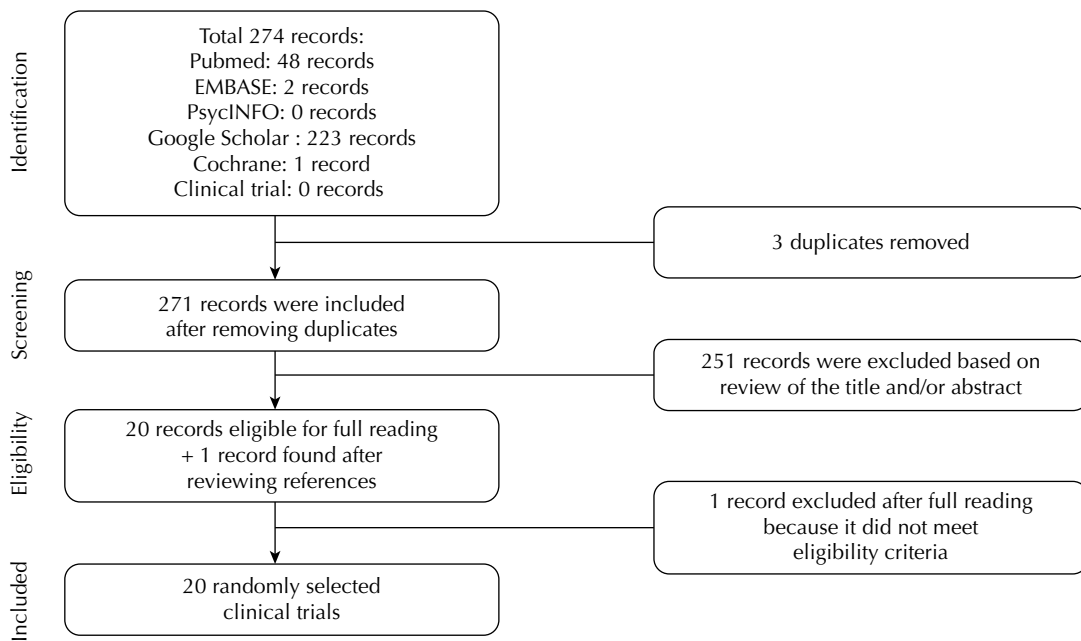 Identification
Total 274 records:
Pubmed: 48 records
EMBASE: 2 records
PsycINFO: 0 records
Google Scholar : 223 records
Cochrane: 1 record
Clinical trial: 0 records
3 duplicates removed
Screening
271 records were included
after removing duplicates
251 records were excluded based on
review of the title and/or abstract
Eligibility
20 records eligible for full reading
+ 1 record found after
reviewing references
1 record excluded after full reading
because it did not meet
eligibility criteria
Included
20 randomly selected
clinical trials